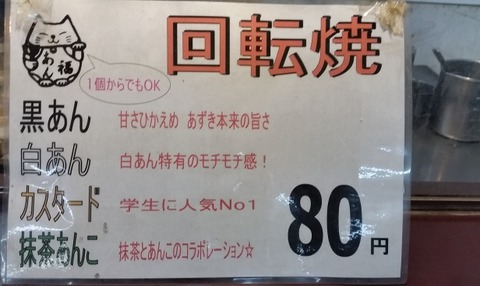 回転焼
福
あん
1個からでもOK
黒あん 甘さひかえめ あずき本来の旨さ
白あん 白あん特有のモチモチ感!
カスタード 学生に人気No1
抹茶あんこ 抹茶とあんこのコラボレーション☆
80円